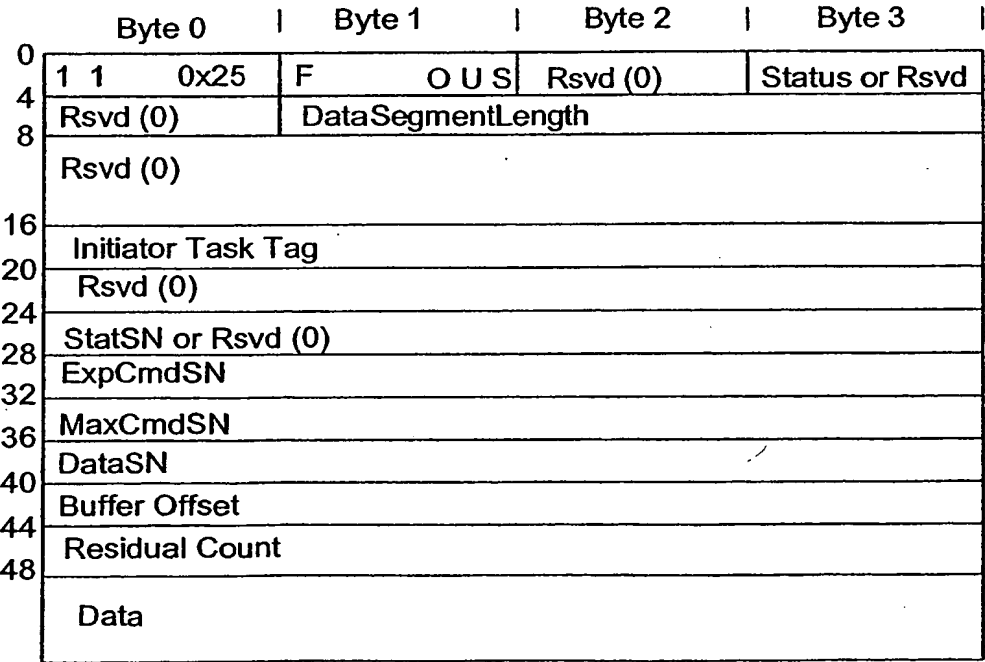 Byte 0 | Byte 1 | Byte 2 | Byte 3 |
0
1 1 0x25 F O U S Rsvd (0) Status or Rsvd
4
Rsvd (0) DataSegmentLength
8
Rsvd (0)
16
Initiator Task Tag
20
Rsvd (0)
24
StatSN or Rsvd (0)
28
ExpCmdSN
32
MaxCmdSN
36
DataSN
40
Buffer Offset
44
Residual Count
48
Data